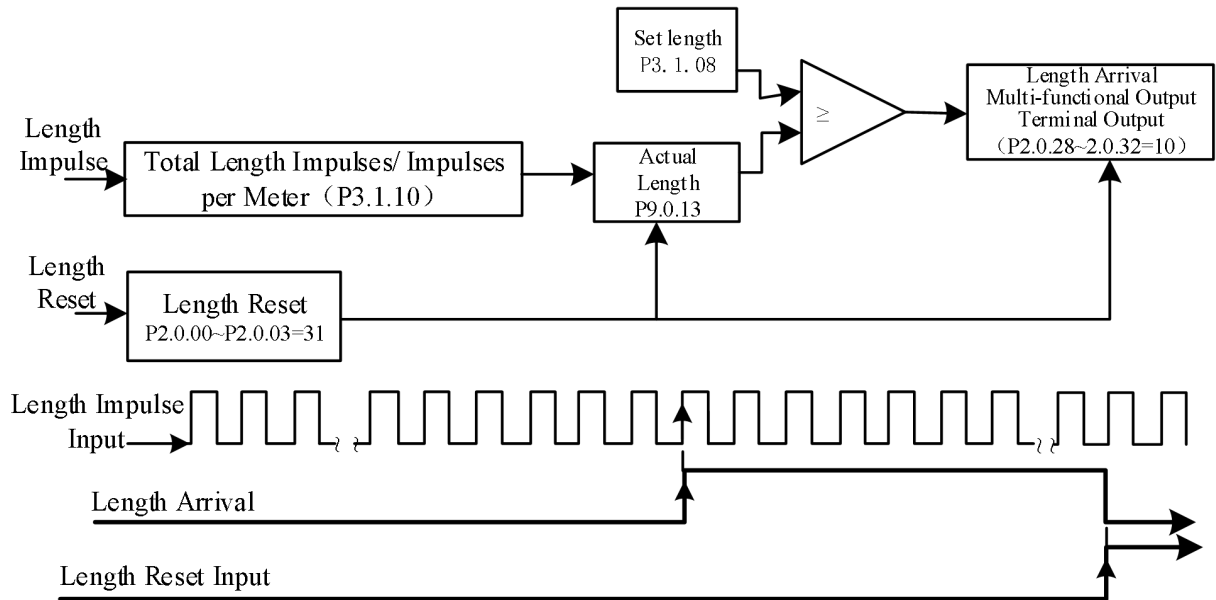 Set length
P3.1.08
Length Arrival
Multi-functional Output
Terminal Output
（P2.0.28~2.0.32=10）
≥
Length
Impulse
Total Length Impulses/ Impulses
per Meter（P3.1.10）
Actual
Length
P9.0.13
Length
Reset
Length Reset
P2.0.00~P2.0.03=31
Length Impulse
Input
Length Arrival
Length Reset Input